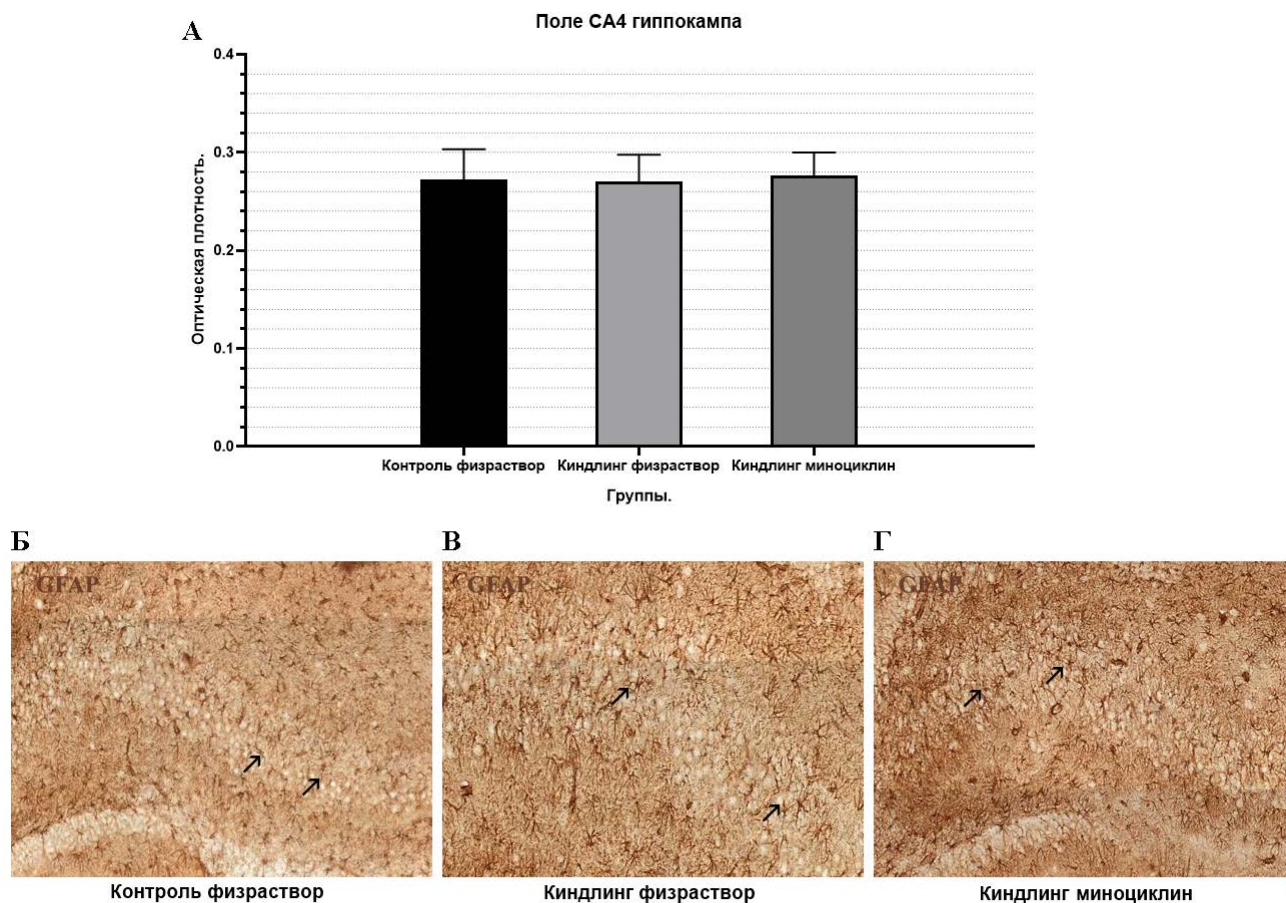 Поле CA4 гиппокампа
А
0.4
0.3
0.2
0.1
0.0
Оптическая плотность.
Контроль физраствор
Киндлинг физраствор
Киндлинг миноциклин
Группы.
Б
В
Г
GFAP
GFAP
GFAP
Контроль физраствор
Киндлинг физраствор
Киндлинг миноциклин